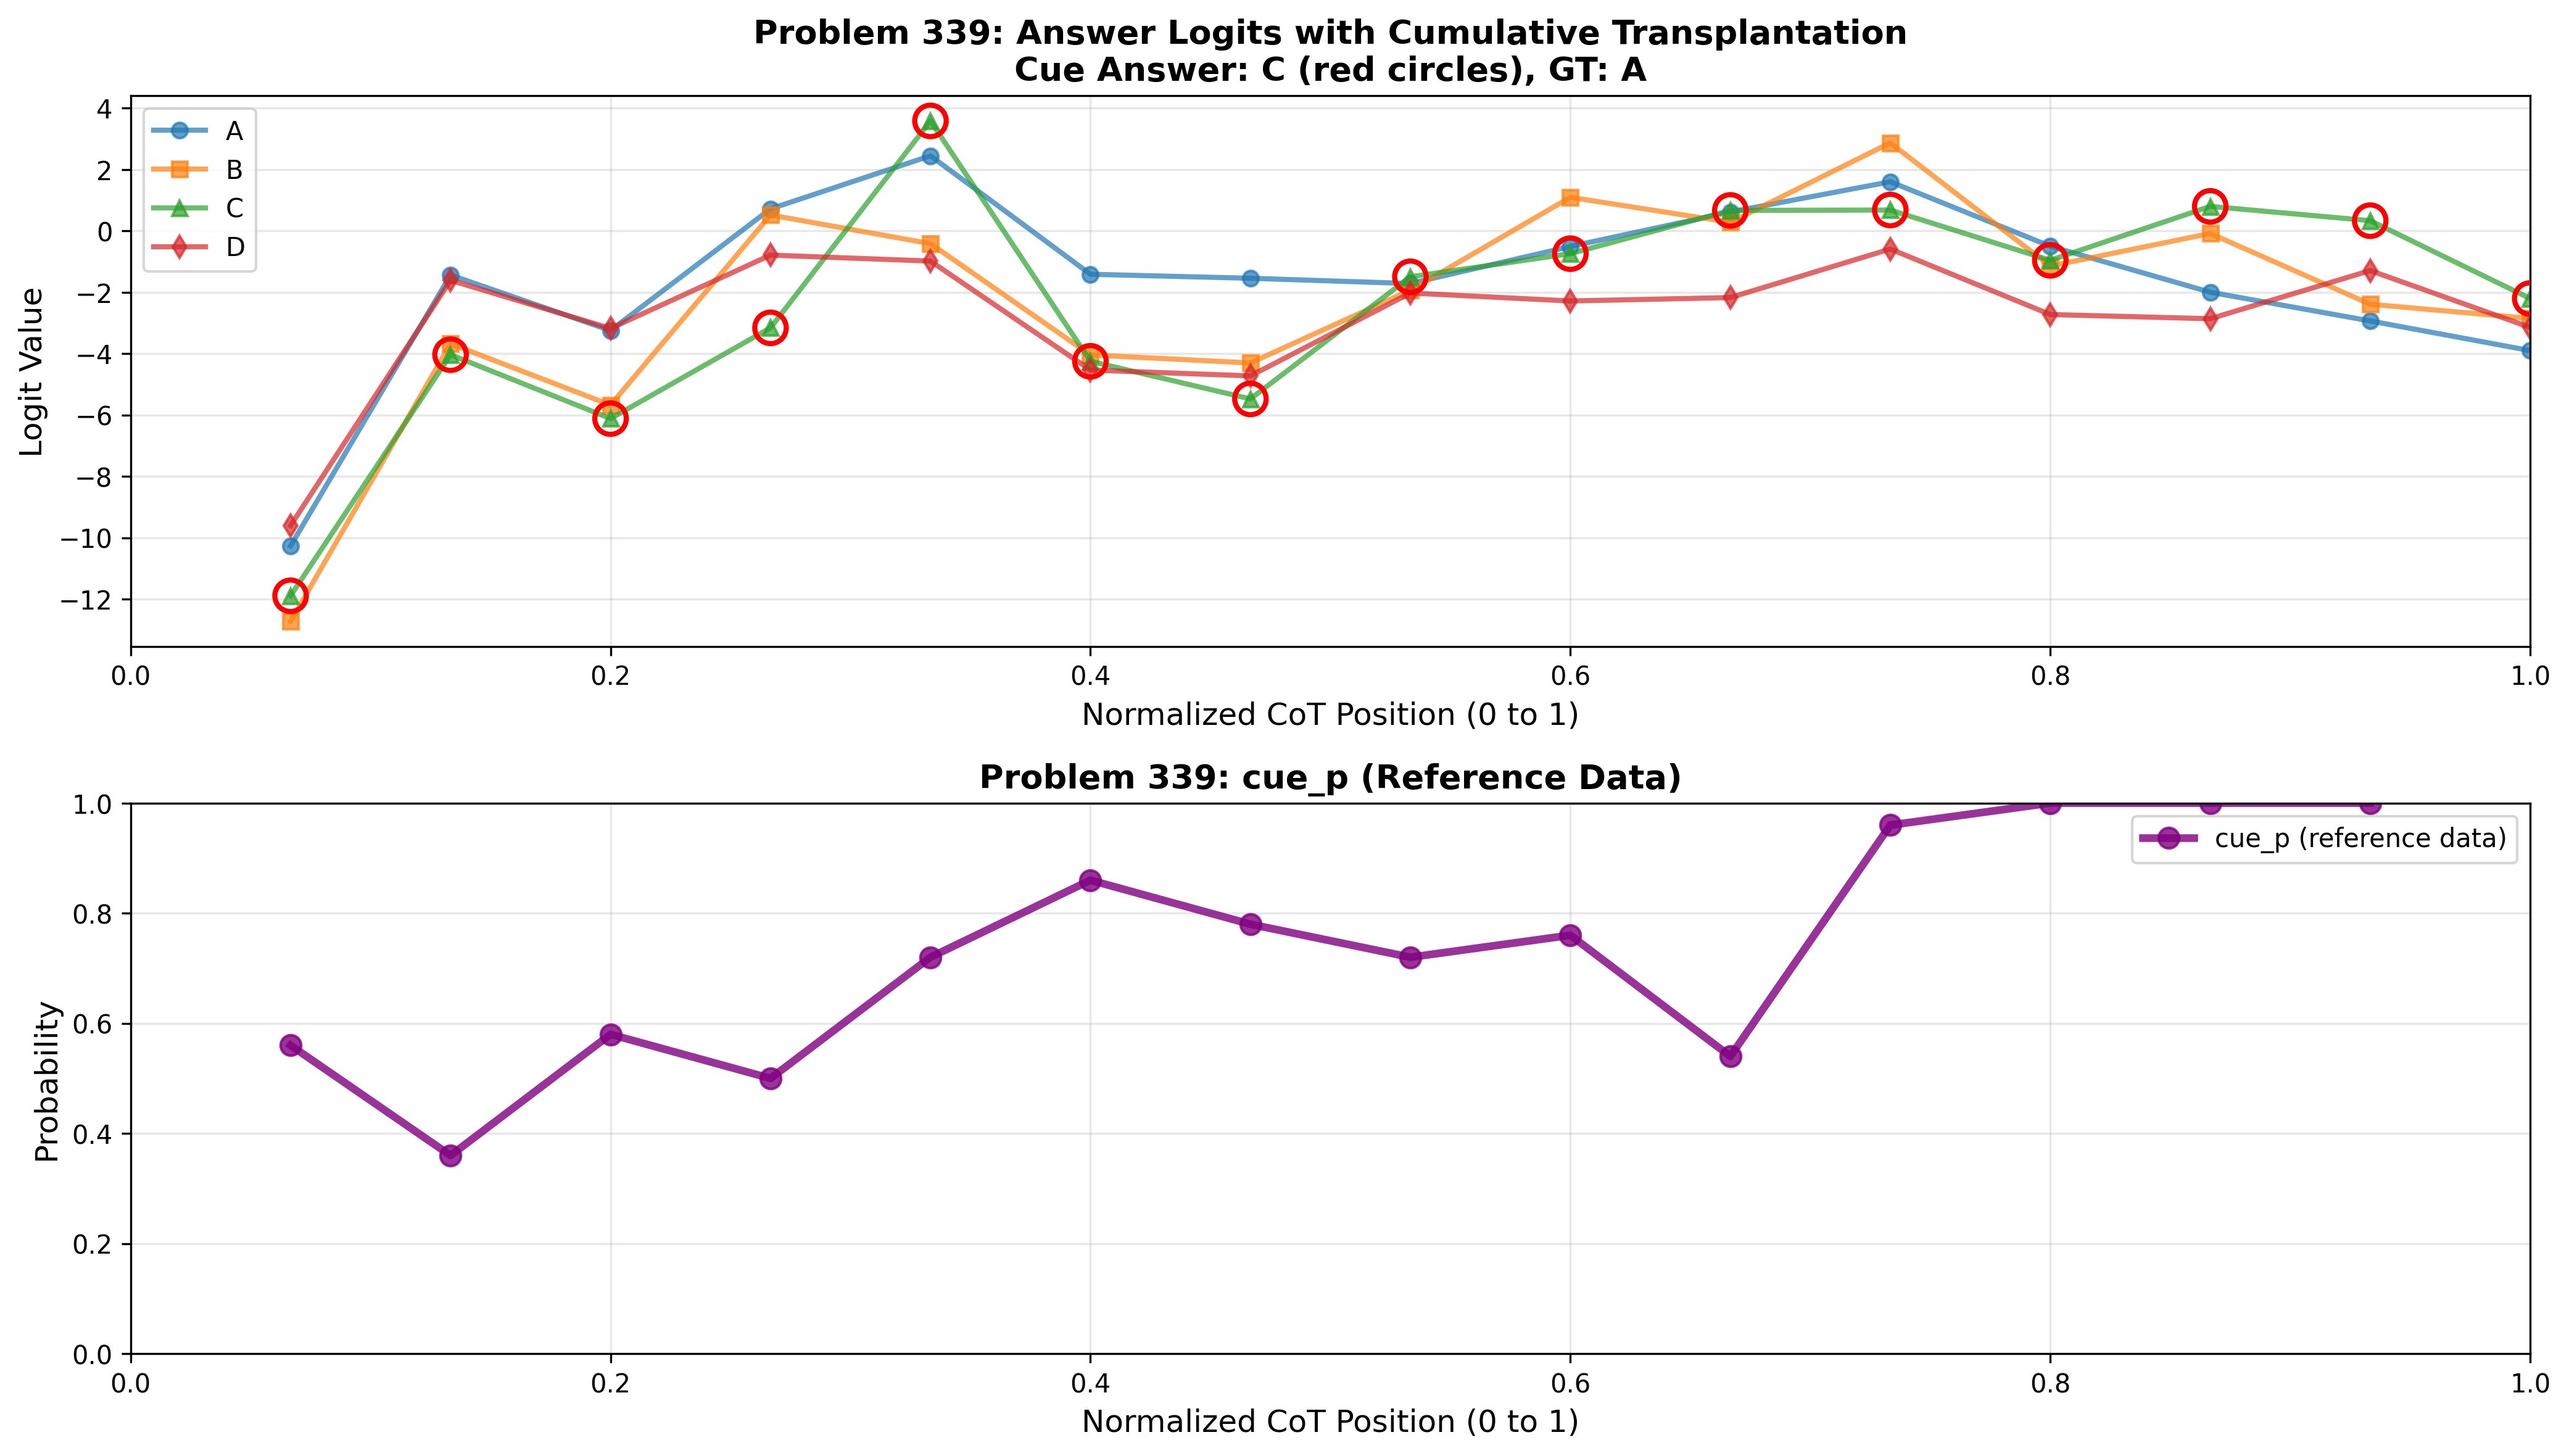 Problem 339: Answer Logits with Cumulative Transplantation
Cue Answer: C (red circles), GT: A
4
2
0
−2
−4
−6
−8
−10
−12
Logit Value
A
B
C
D
0.0
0.2
0.4
0.6
0.8
1.0
Normalized CoT Position (0 to 1)
Problem 339: cue_p (Reference Data)
1.0
0.8
0.6
0.4
0.2
0.0
Probability
cue_p (reference data)
0.0
0.2
0.4
0.6
0.8
1.0
Normalized CoT Position (0 to 1)